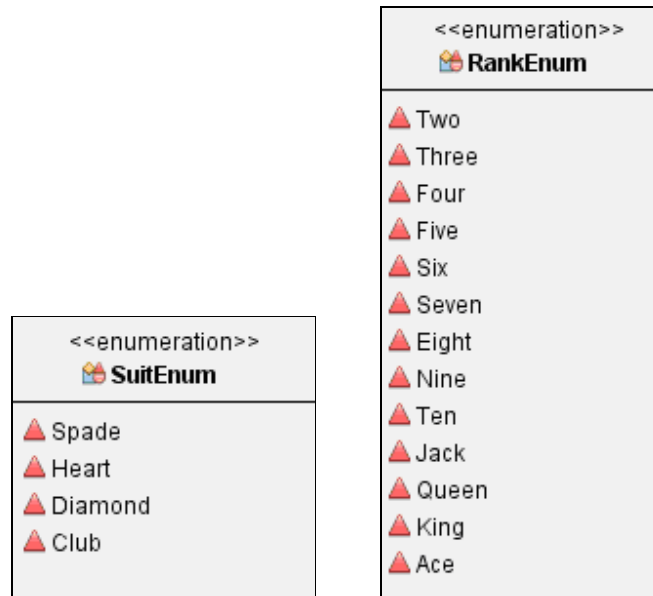 <<enumeration>>
SuitEnum
Spade
Heart
Diamond
Club
<<enumeration>>
RankEnum
Two
Three
Four
Five
Six
Seven
Eight
Nine
Ten
Jack
Queen
King
Ace